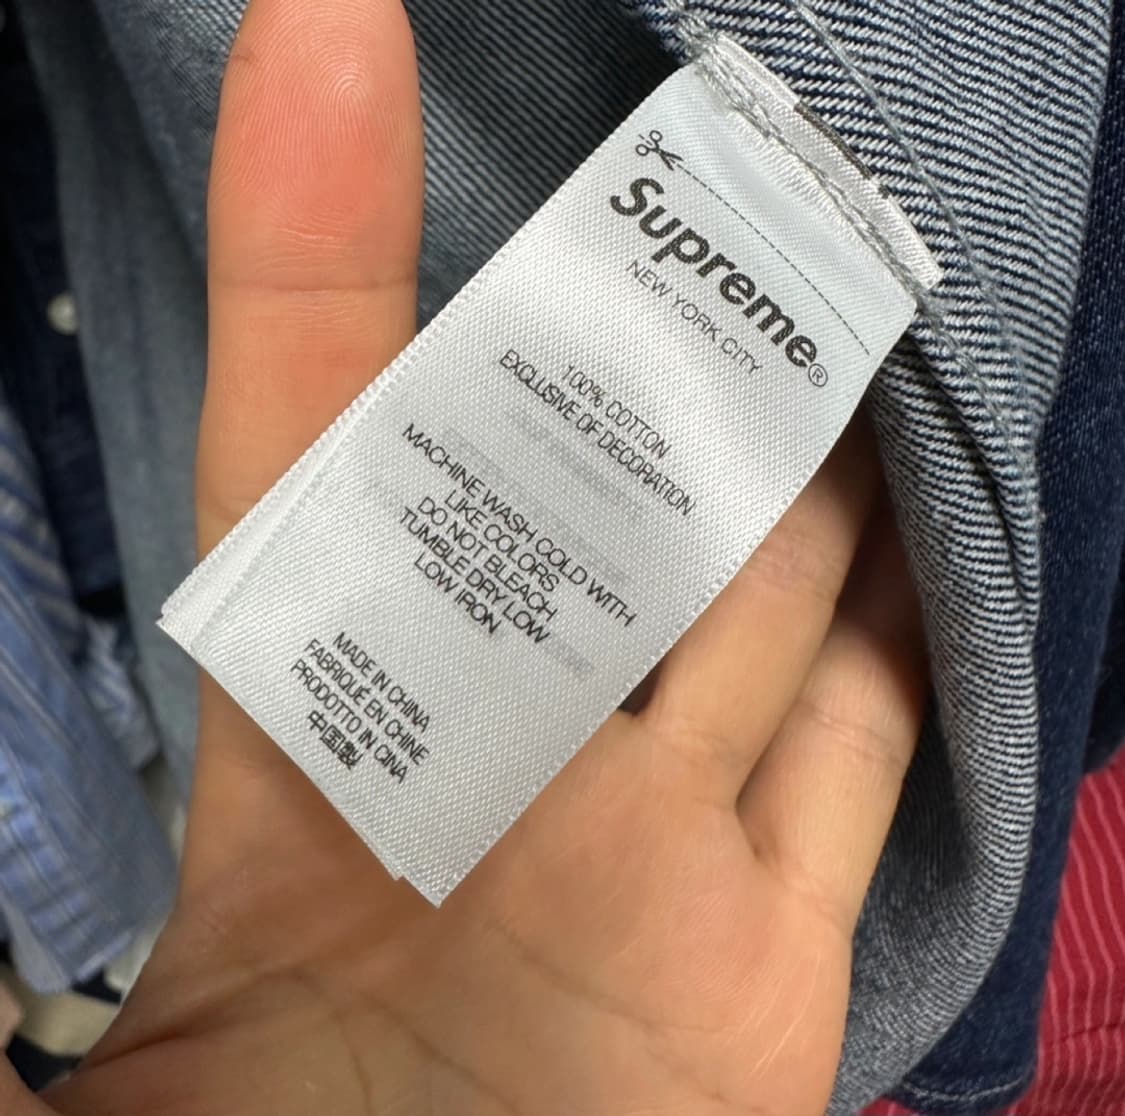 Supreme®
NEW YORK CITY
100% COTTON
EXCLUSIVE OF DECORATION
MACHINE WASH COLD WITH
LIKE COLORS
DO NOT BLEACH
TUMBLE DRY LOW
LOW IRON
MADE IN CHINA
FABRIQUÉ EN CHINE
PRODOTTO IN CINA
中国製